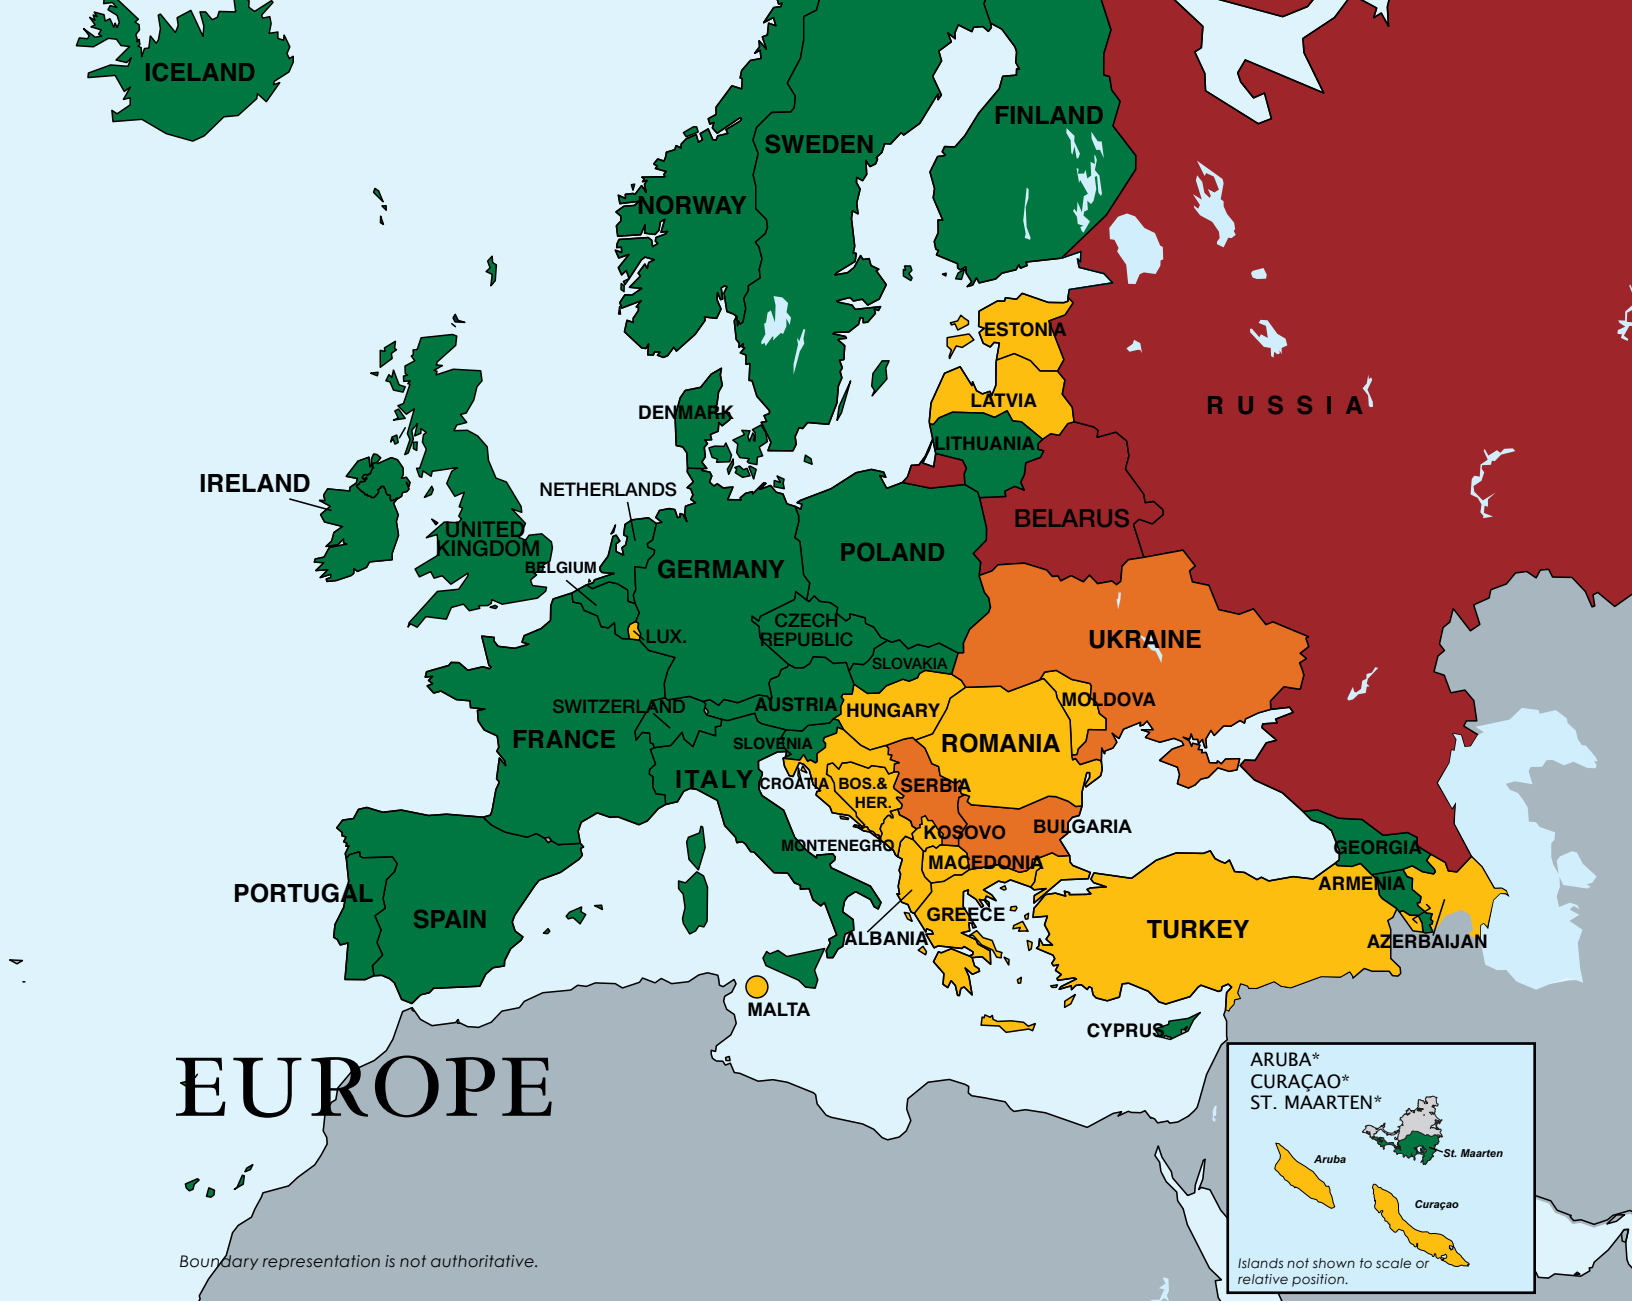 ICELAND
FINLAND
SWEDEN
NORWAY
ESTONIA
LATVIA
RUSSIA
DENMARK
LITHUANIA
IRELAND
NETHERLANDS
BELARUS
UNITED
KINGDOM
POLAND
BELGIUM
GERMANY
CZECH
REPUBLIC
LUX.
UKRAINE
SLOVAKIA
SWITZERLAND
AUSTRIA
HUNGARY
MOLDOVA
FRANCE
SLOVENIA
ROMANIA
ITALY
CROATIA
BOS.&
HER.
SERBIA
KOSOVO
BULGARIA
MONTENEGRO
MACEDONIA
GEORGIA
ARMENIA
PORTUGAL
SPAIN
GREECE
ALBANIA
TURKEY
AZERBAIJAN
MALTA
CYPRUS
EUROPE
ARUBA*
CURAÇAO*
ST. MAARTEN*
St. Maarten
Aruba
Curaçao
Islands not shown to scale or
relative position.
Boundary representation is not authoritative.